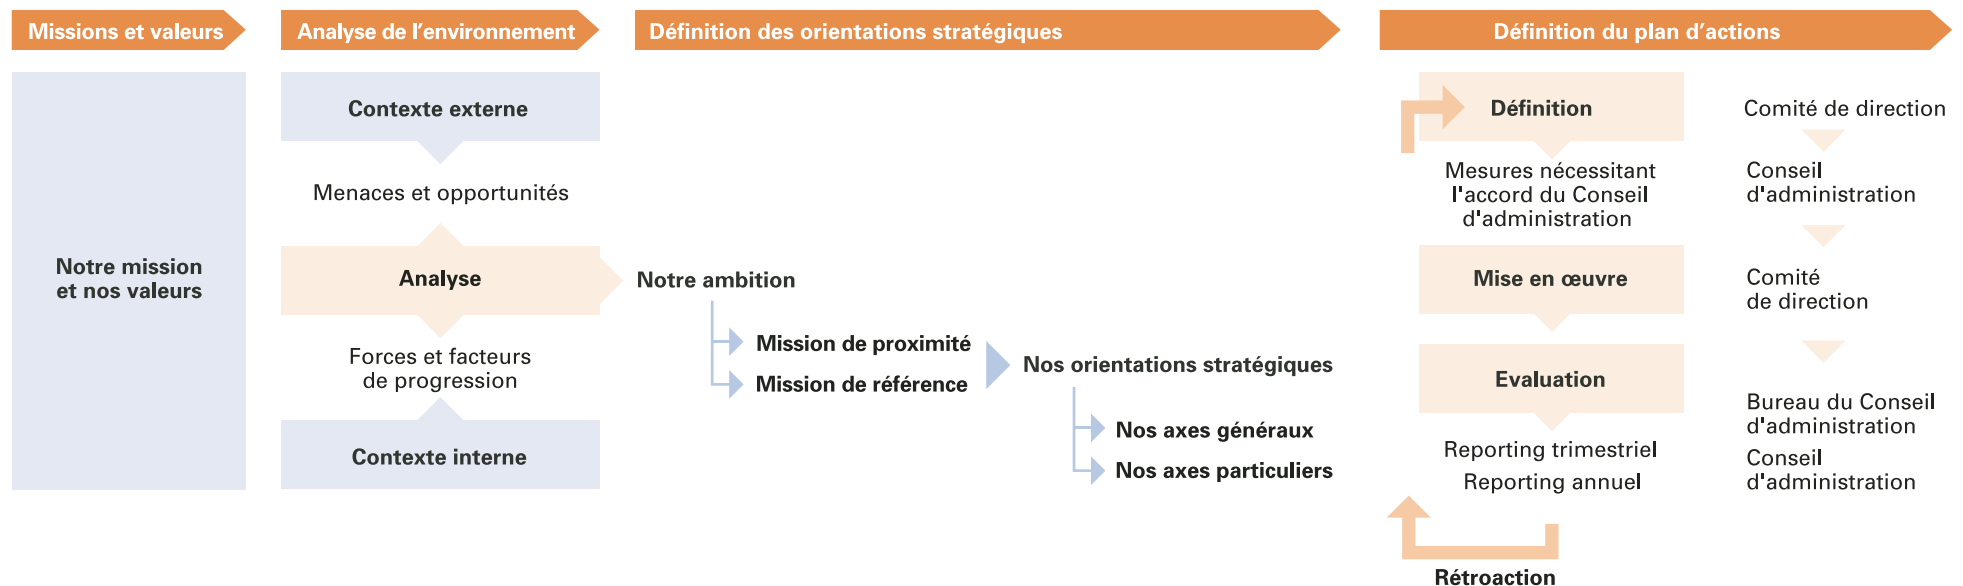 Missions et valeurs
Analyse de l’environnement
Définition des orientations stratégiques
Définition du plan d’actions
Notre mission
et nos valeurs
Contexte externe
Menaces et opportunités
Analyse
Forces et facteurs
de progression
Contexte interne
Notre ambition
Mission de proximité
Mission de référence
Nos orientations stratégiques
Nos axes généraux
Nos axes particuliers
Définition
Mesures nécessitant
l'accord du Conseil
d'administration
Mise en œuvre
Evaluation
Reporting trimestriel
Reporting annuel
Rétroaction
Comité de direction
Conseil
d'administration
Comité
de direction
Bureau du Conseil
d'administration
Conseil
d'administration